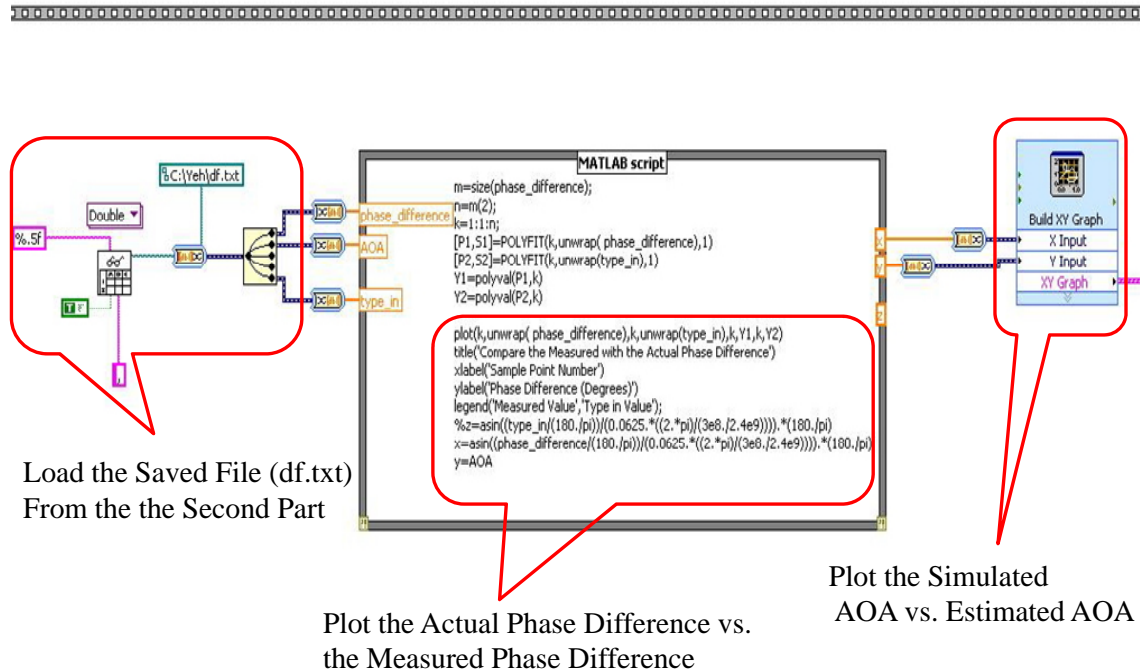 C:\Yeh\df.txt
Double
%.5f
T F
,
MATLAB script
phase_difference
AOA
type_in
m=size(phase_difference);
n=m(2);
k=1:1:n;
[P1,S1]=POLYFIT(k,unwrap( phase_difference),1)
[P2,S2]=POLYFIT(k,unwrap(type_in),1)
Y1=polyval(P1,k)
Y2=polyval(P2,k)
plot(k,unwrap( phase_difference),k,unwrap(type_in),k,Y1,k,Y2)
title('Compare the Measured with the Actual Phase Difference')
xlabel('Sample Point Number')
ylabel('Phase Difference (Degrees)')
legend('Measured Value','Type in Value');
%z=asin((type_in/(180./pi))/(0.0625.*((2.*pi)/(3e8./2.4e9)))).*(180./pi)
x=asin((phase_difference/(180./pi))/(0.0625.*((2.*pi)/(3e8./2.4e9)))).*(180./pi)
y=AOA
x
y
z
Build XY Graph
X Input
Y Input
XY Graph
Load the Saved File (df.txt)
From the the Second Part
Plot the Actual Phase Difference vs.
the Measured Phase Difference
Plot the Simulated
AOA vs. Estimated AOA